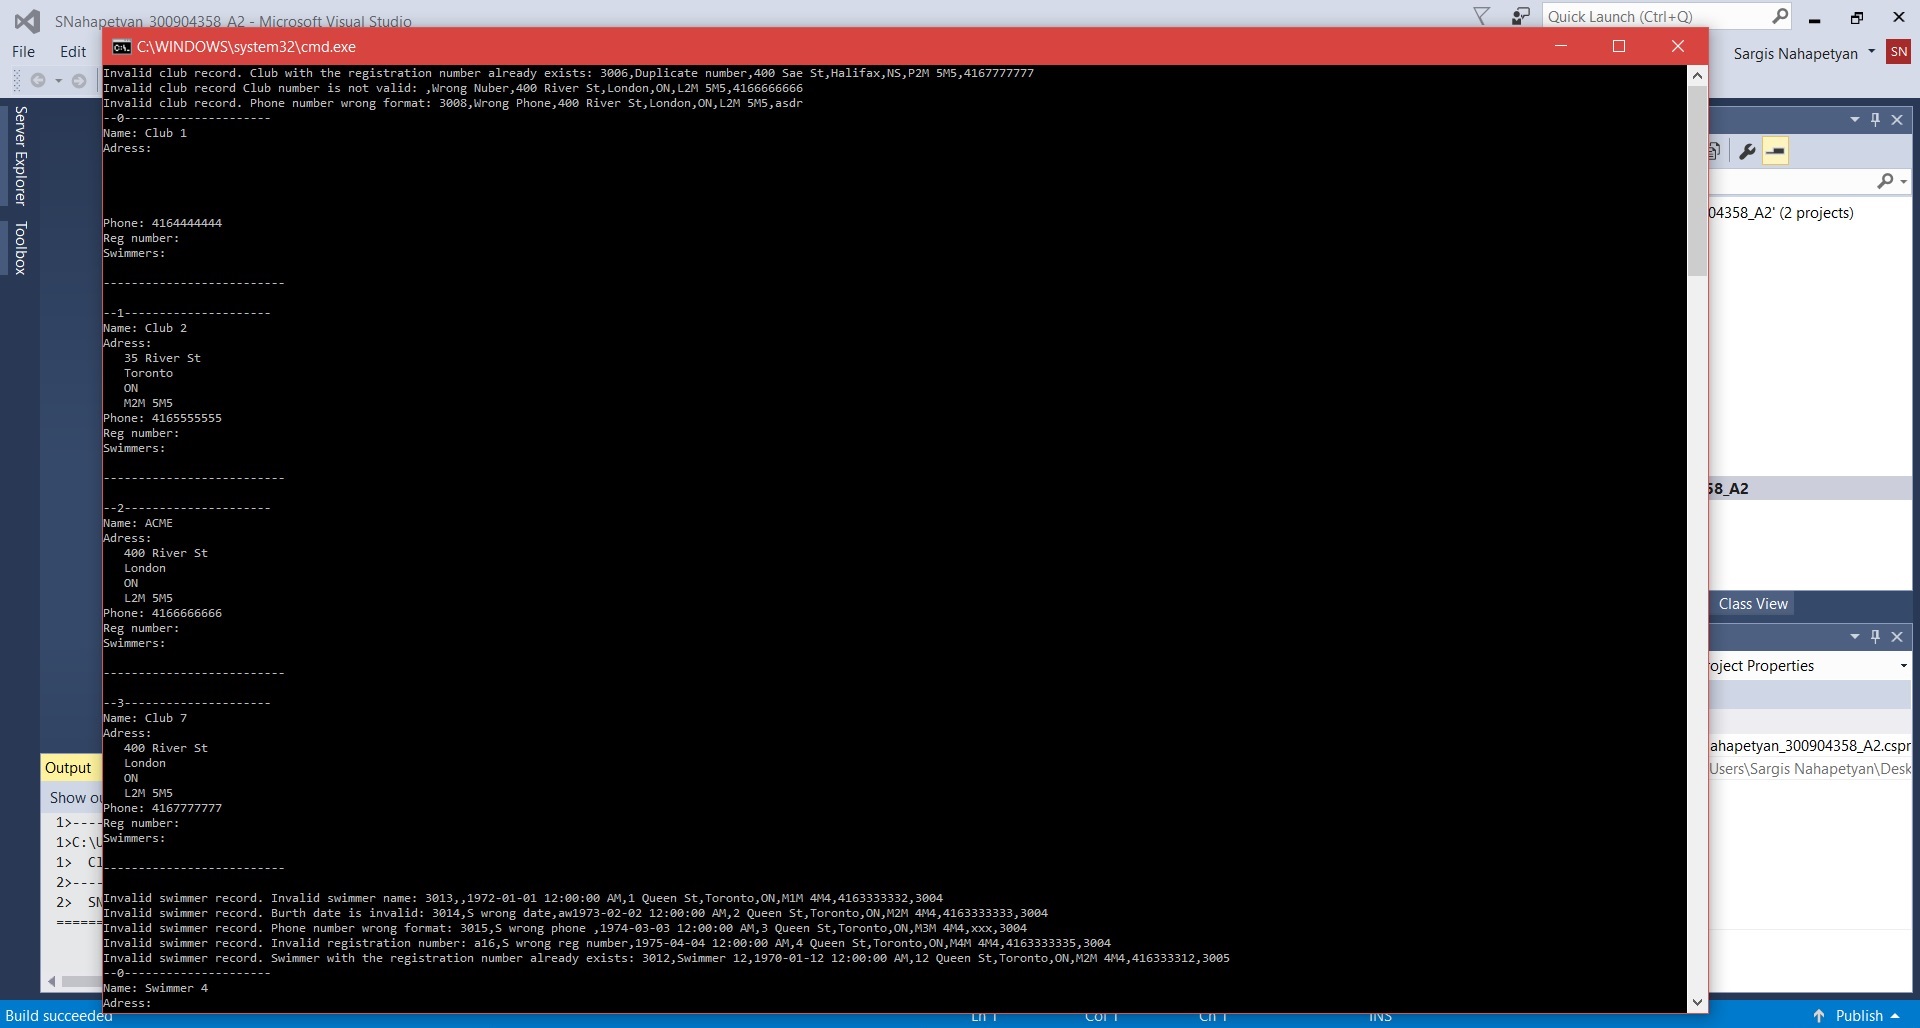 SNahapetyan_300904358_A2 - Microsoft Visual Studio
Quick Launch (Ctrl+Q)
File Edit
Sargis Nahapetyan SN
C:\WINDOWS\system32\cmd.exe
Server Explorer
Toolbox
Invalid club record. Club with the registration number already exists: 3006,Duplicate number,400 Sae St,Halifax,NS,P2M 5M5,4167777777
Invalid club record Club number is not valid: ,Wrong Nuber,400 River St,London,ON,L2M 5M5,4166666666
Invalid club record. Phone number wrong format: 3008,Wrong Phone,400 River St,London,ON,L2M 5M5,asdr
--0---------------------
Name: Club 1
Adress:
Phone: 4164444444
Reg number:
Swimmers:
--------------------------
--1---------------------
Name: Club 2
Adress:
35 River St
Toronto
ON
M2M 5M5
Phone: 4165555555
Reg number:
Swimmers:
--------------------------
--2---------------------
Name: ACME
Adress:
400 River St
London
ON
L2M 5M5
Phone: 4166666666
Reg number:
Swimmers:
--------------------------
--3---------------------
Name: Club 7
Adress:
400 River St
London
ON
L2M 5M5
Phone: 4167777777
Reg number:
Swimmers:
--------------------------
Invalid swimmer record. Invalid swimmer name: 3013,,1972-01-01 12:00:00 AM,1 Queen St,Toronto,ON,M1M 4M4,4163333332,3004
Invalid swimmer record. Burth date is invalid: 3014,S wrong date,aw1973-02-02 12:00:00 AM,2 Queen St,Toronto,ON,M2M 4M4,4163333333,3004
Invalid swimmer record. Phone number wrong format: 3015,S wrong phone ,1974-03-03 12:00:00 AM,3 Queen St,Toronto,ON,M3M 4M4,xxx,3004
Invalid swimmer record. Invalid registration number: a16,S wrong reg number,1975-04-04 12:00:00 AM,4 Queen St,Toronto,ON,M4M 4M4,4163333335,3004
Invalid swimmer record. Swimmer with the registration number already exists: 3012,Swimmer 12,1970-01-12 12:00:00 AM,12 Queen St,Toronto,ON,M2M 4M4,416333312,3005
--0---------------------
Name: Swimmer 4
Adress:
04358_A2' (2 projects)
58_A2
Class View
oject Properties
ahapetyan_300904358_A2.cspr
Users\Sargis Nahapetyan\Desk
Output
Show ou
1>----
1>C:\U
1> Cl
2>----
2> SN
=====
Build succeeded
Ln 1 Col 1 Ch 1 INS
Publish